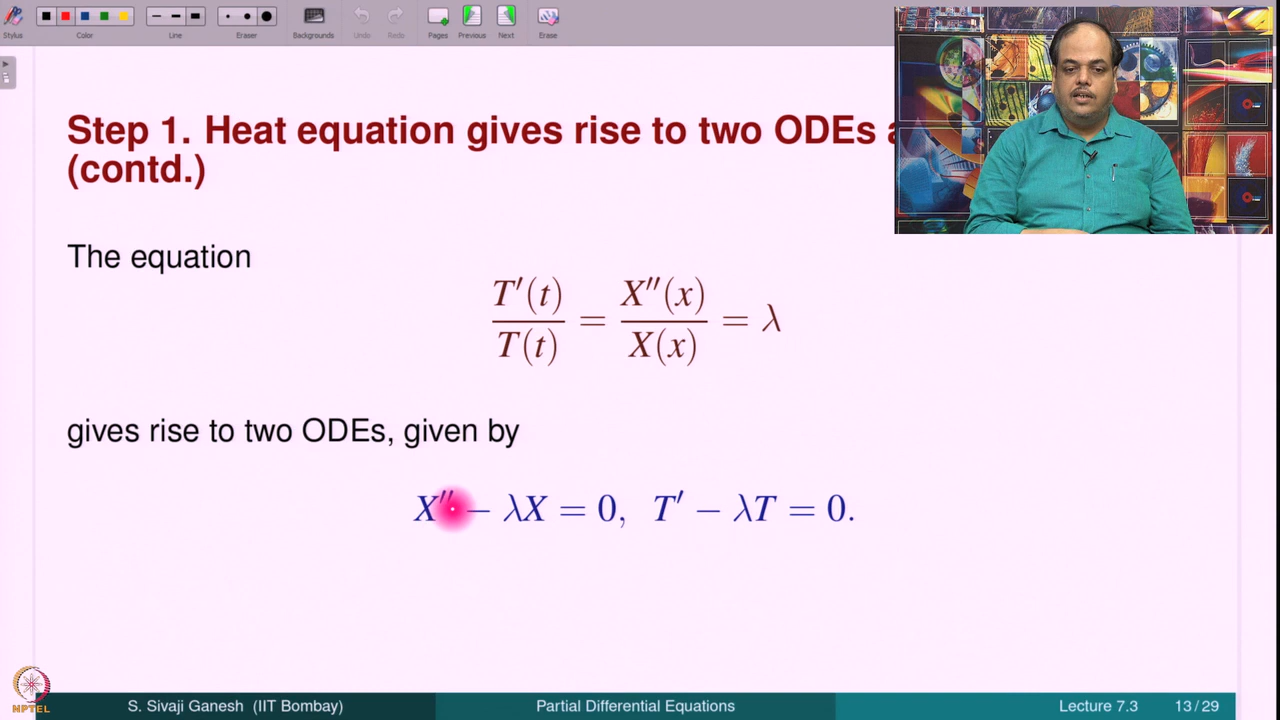 Stylus Color Line Eraser Backgrounds Undo Redo Pages Previous Next Erase
Step 1. Heat equation gives rise to two ODEs
(contd.)
The equation
T′(t)/T(t) = X″(x)/X(x) = λ
gives rise to two ODEs, given by
X″ − λX = 0, T′ − λT = 0.
NPTEL
S. Sivaji Ganesh (IIT Bombay) Partial Differential Equations Lecture 7.3 13/29